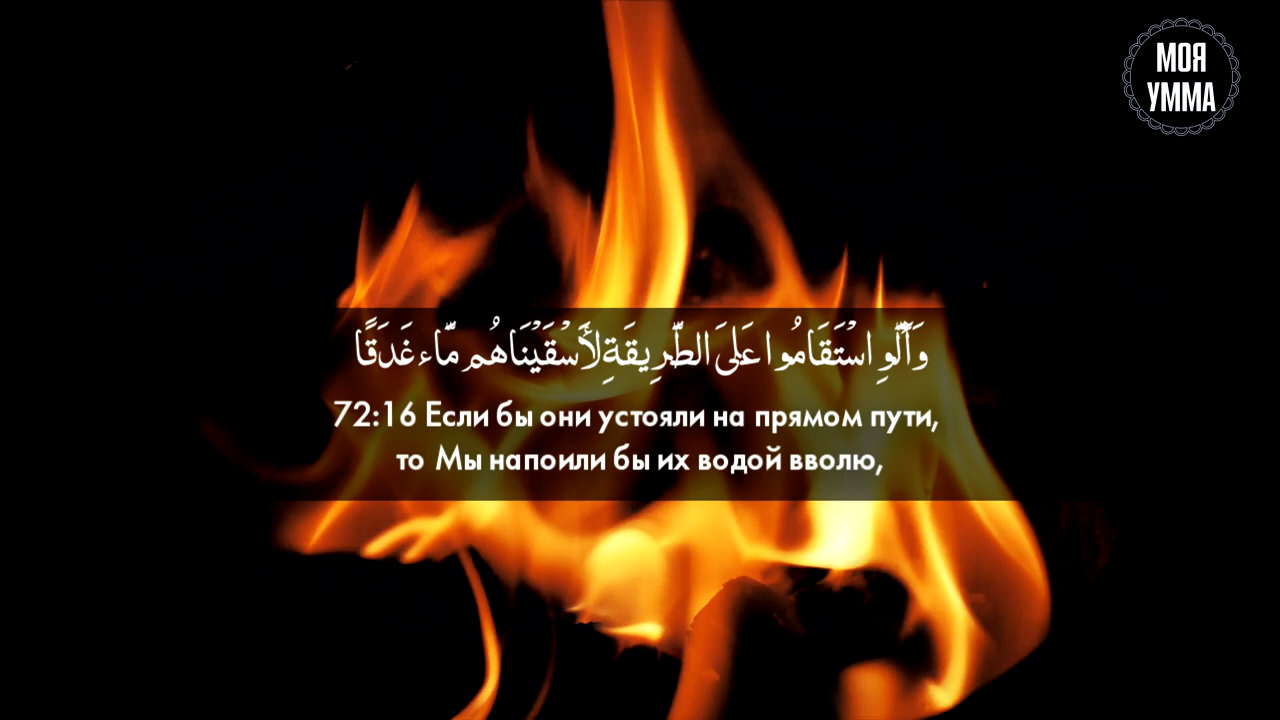 МОЯ
УММА
وَأَلَّوِ اسْتَقَامُوا عَلَى الطَّرِيقَةِ لَأَسْقَيْنَاهُم مَّاء غَدَقًا
72:16 Если бы они устояли на прямом пути,
то Мы напоили бы их водой вволю,